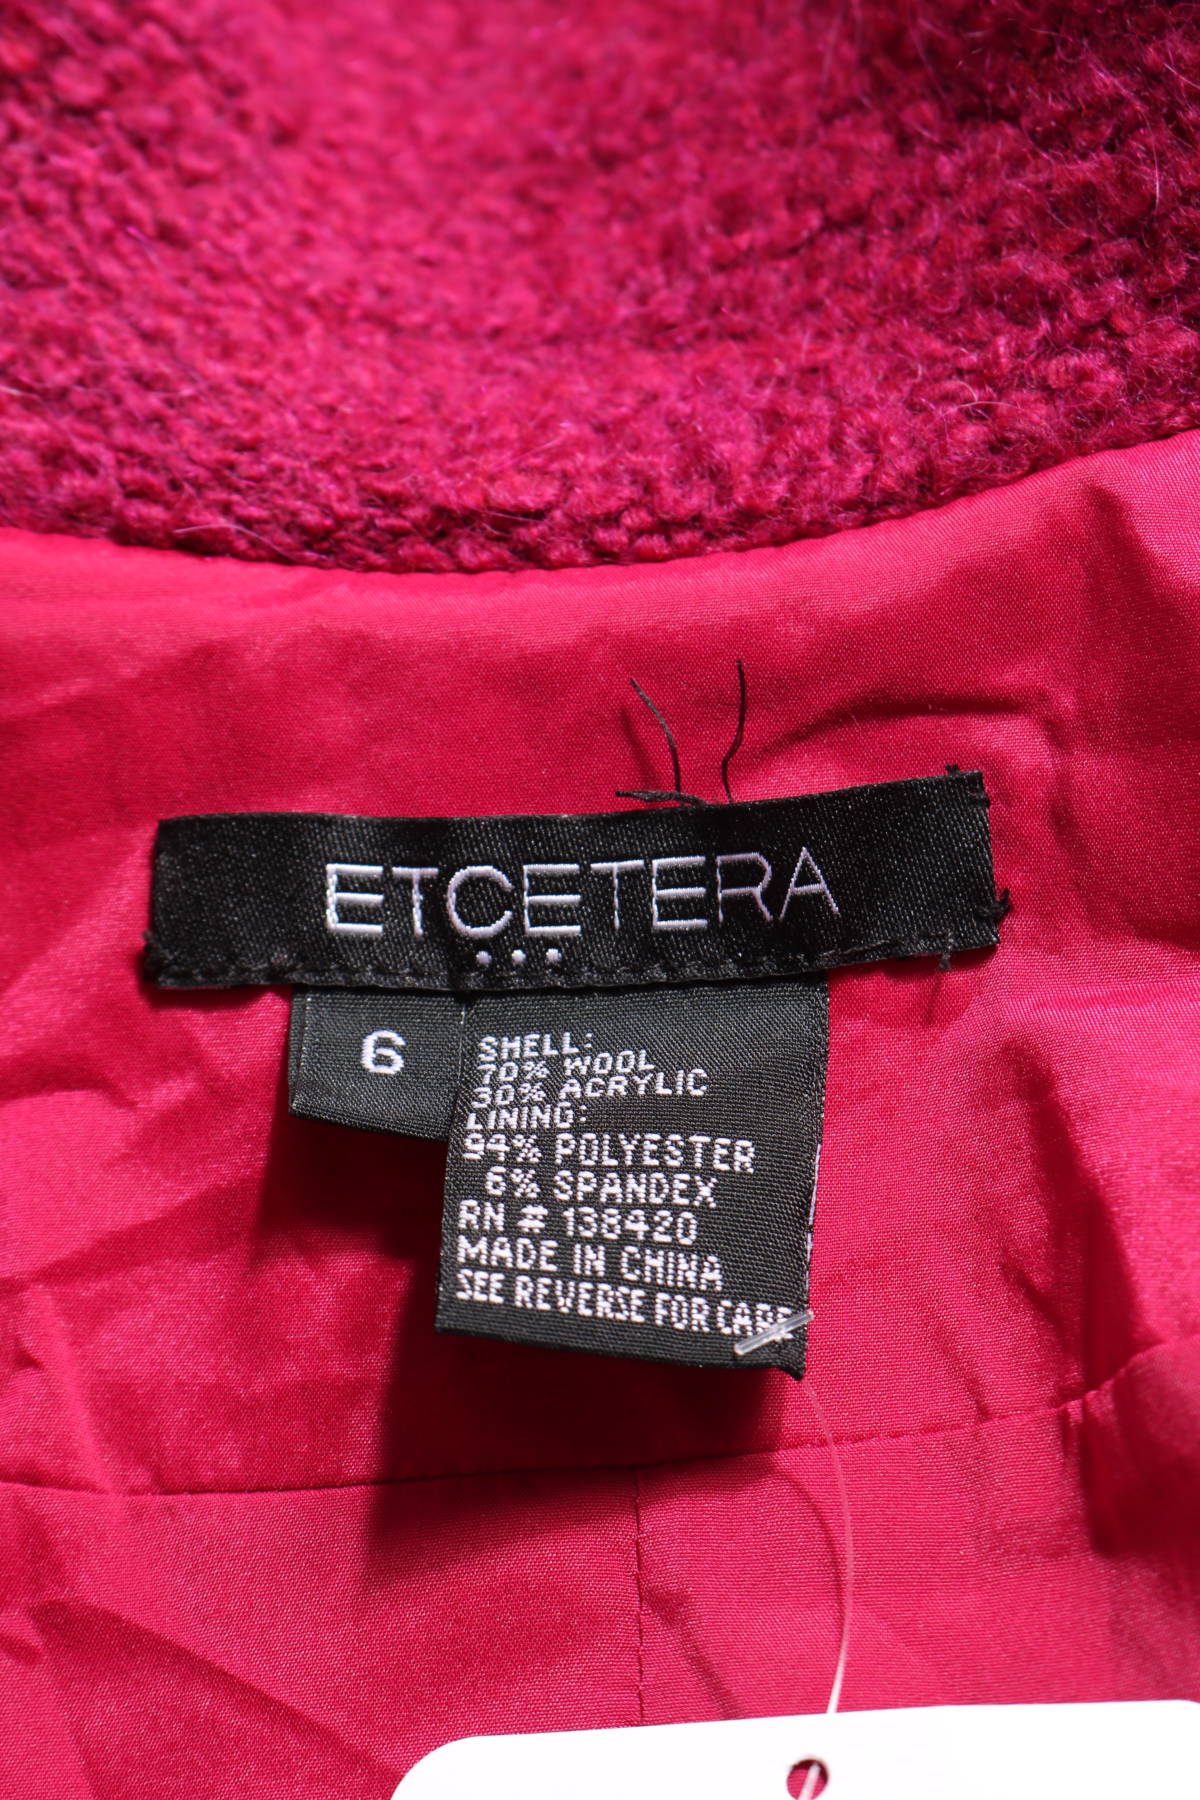 ETCETERA
...
6
SHELL:
70% WOOL
30% ACRYLIC
LINING:
94% POLYESTER
6% SPANDEX
RN # 138420
MADE IN CHINA
SEE REVERSE FOR CARE